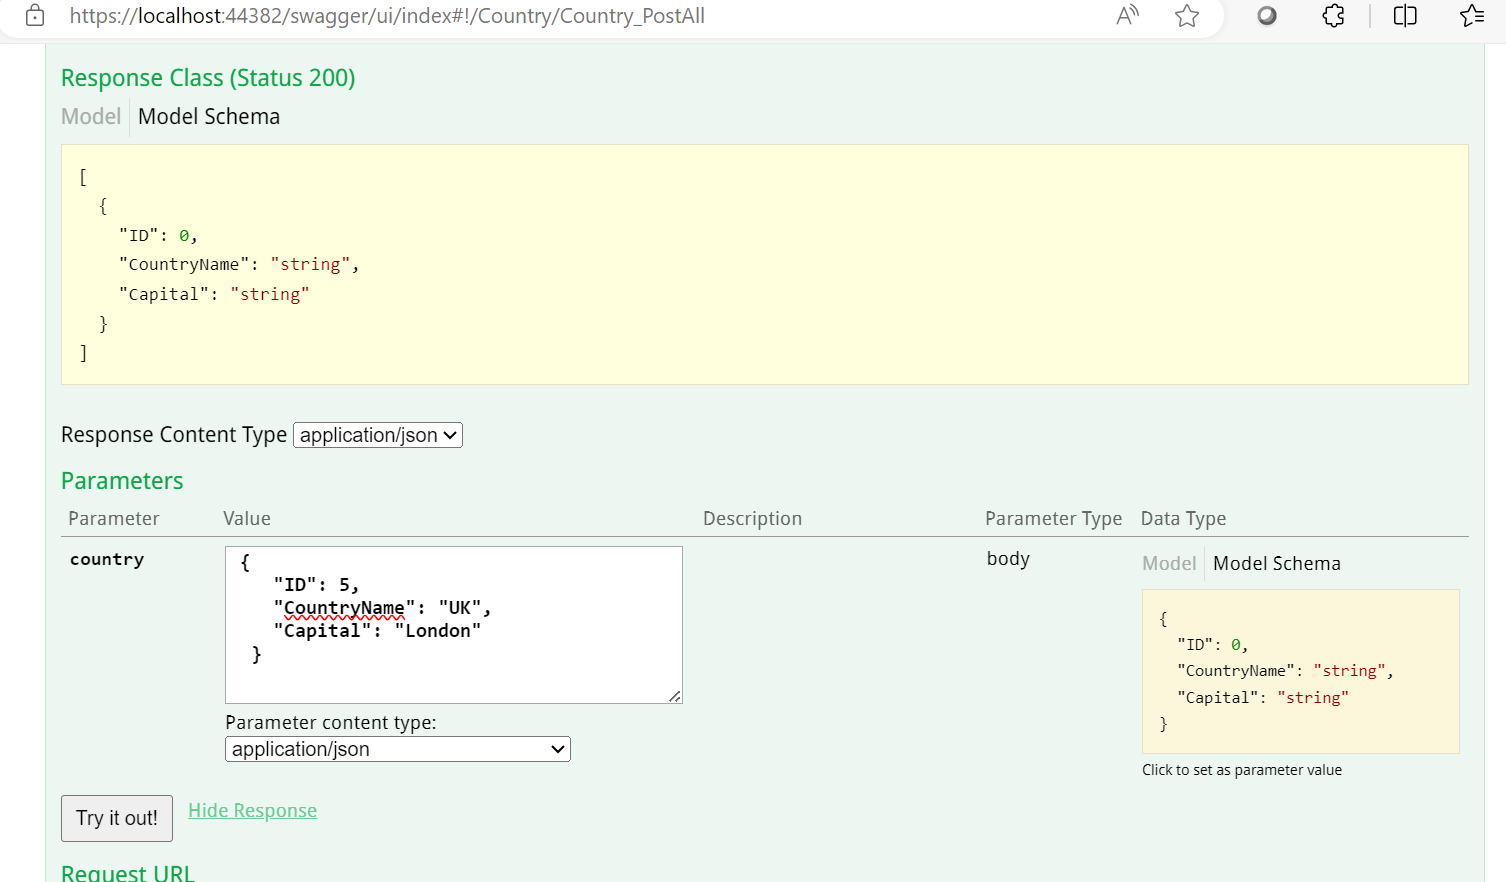 https://localhost:44382/swagger/ui/index#!/Country/Country_PostAll
Response Class (Status 200)
Model Model Schema
[
{
"ID": 0,
"CountryName": "string",
"Capital": "string"
}
]
Response Content Type application/json
Parameters
Parameter Value Description Parameter Type Data Type
country
{
"ID": 5,
"CountryName": "UK",
"Capital": "London"
}
Parameter content type:
application/json
body
Model Model Schema
{
"ID": 0,
"CountryName": "string",
"Capital": "string"
}
Click to set as parameter value
Try it out! Hide Response
Request URL